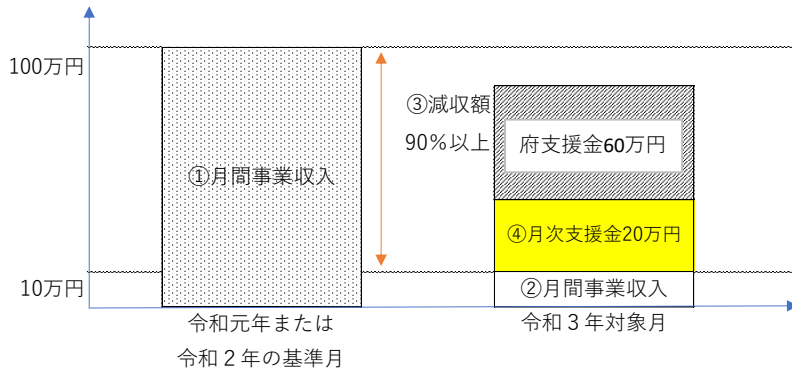 100万円
①月間事業収入
③減収額
90％以上
府支援金60万円
④月次支援金20万円
10万円
②月間事業収入
令和元年または
令和２年の基準月
令和３年対象月